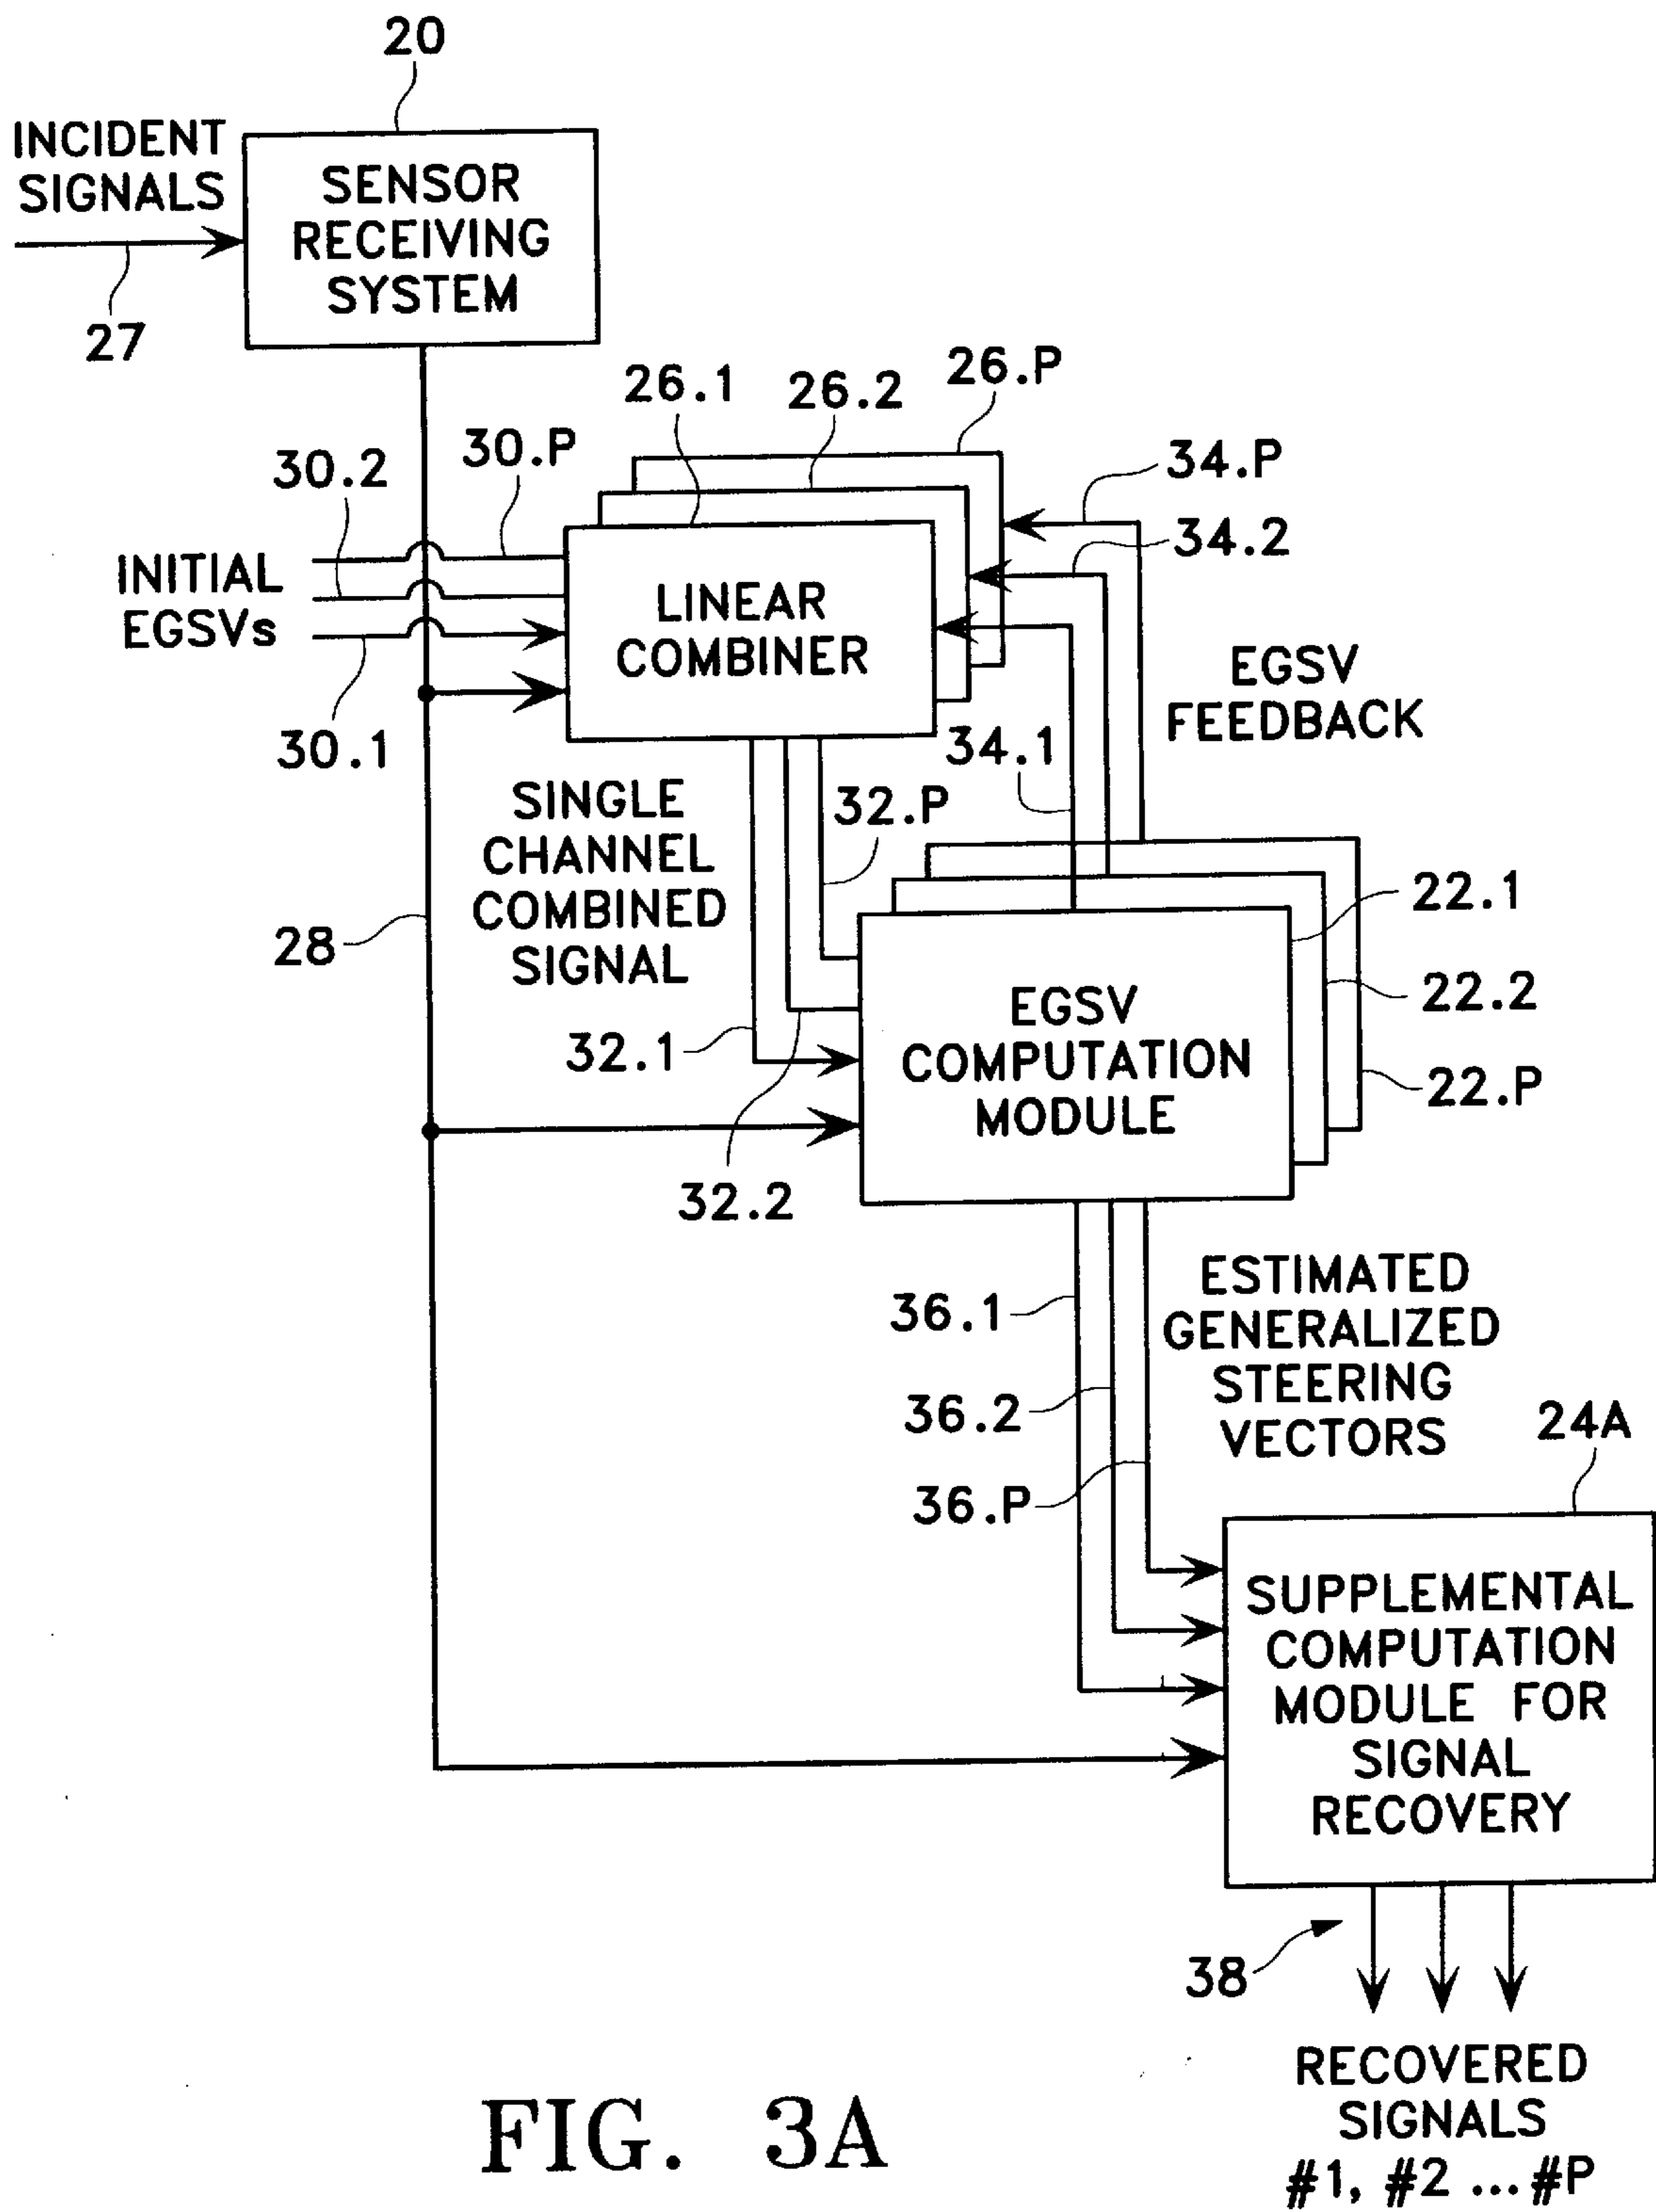 20
INCIDENT
SIGNALS
27
SENSOR
RECEIVING
SYSTEM
26.1
26.2
26.P
30.2
30.P
34.P
34.2
INITIAL
EGSVs
30.1
LINEAR
COMBINER
EGSV
FEEDBACK
34.1
SINGLE
CHANNEL
COMBINED
SIGNAL
32.P
28
32.1
32.2
22.1
22.2
22.P
EGSV
COMPUTATION
MODULE
36.1
36.2
36.P
ESTIMATED
GENERALIZED
STEERING
VECTORS
24A
SUPPLEMENTAL
COMPUTATION
MODULE FOR
SIGNAL
RECOVERY
38
RECOVERED
SIGNALS
#1, #2 ... #P
FIG. 3A